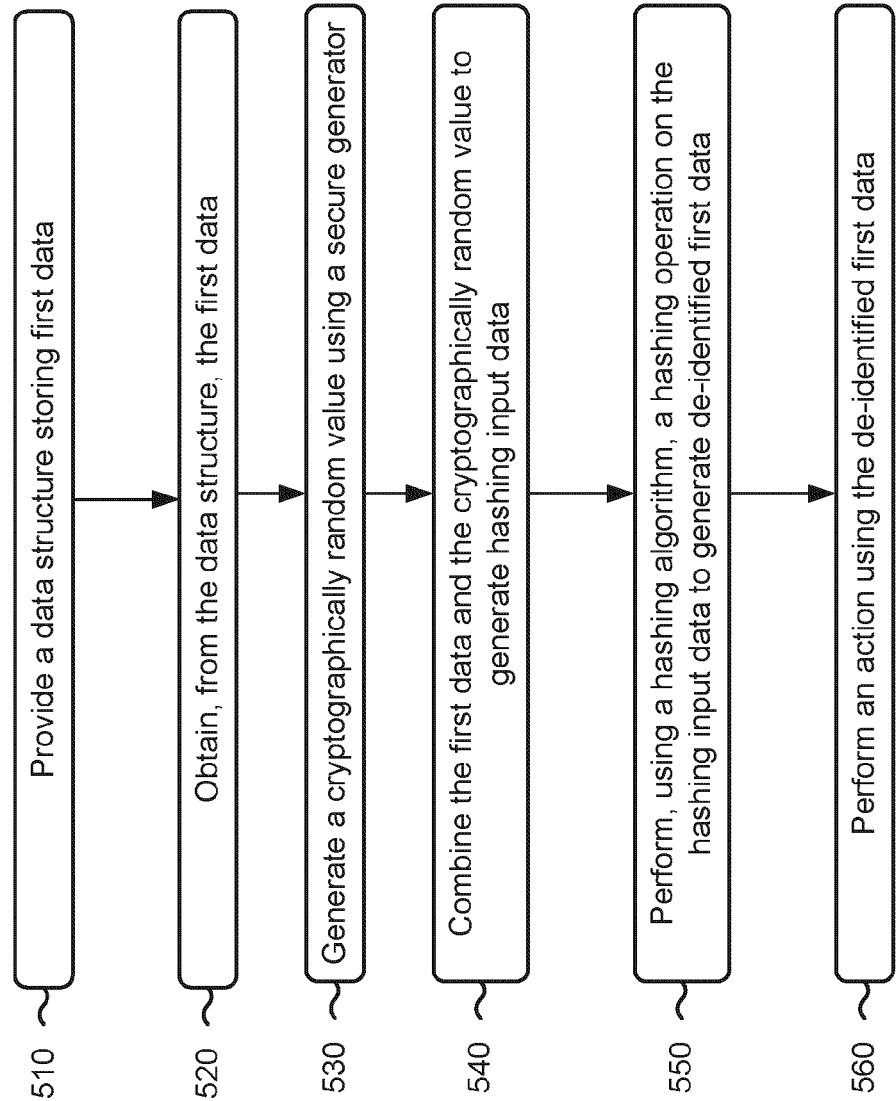 510
Provide a data structure storing first data
520
Obtain, from the data structure, the first data
530
Generate a cryptographically random value using a secure generator
540
Combine the first data and the cryptographically random value to
generate hashing input data
550
Perform, using a hashing algorithm, a hashing operation on the
hashing input data to generate de-identified first data
560
Perform an action using the de-identified first data